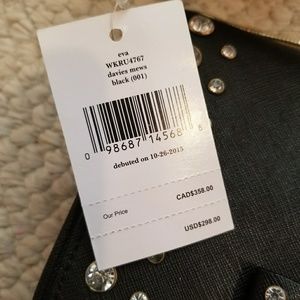 eva
WKRU4767
davies mews
black (001)
0 98687 14568 8
debuted on 10-26-2015
CAD$358.00
Our Price
USD$298.00